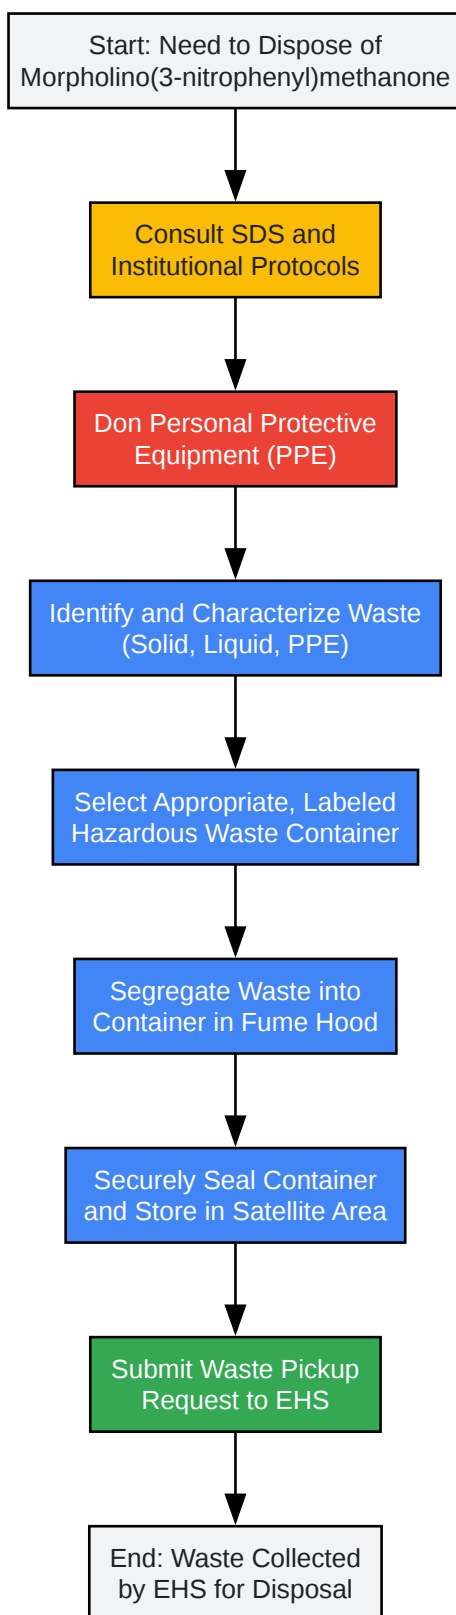 Start: Need to Dispose of
Morpholino(3-nitrophenyl)methanone
Consult SDS and
Institutional Protocols
Don Personal Protective
Equipment (PPE)
Identify and Characterize Waste
(Solid, Liquid, PPE)
Select Appropriate, Labeled
Hazardous Waste Container
Segregate Waste into
Container in Fume Hood
Securely Seal Container
and Store in Satellite Area
Submit Waste Pickup
Request to EHS
End: Waste Collected
by EHS for Disposal